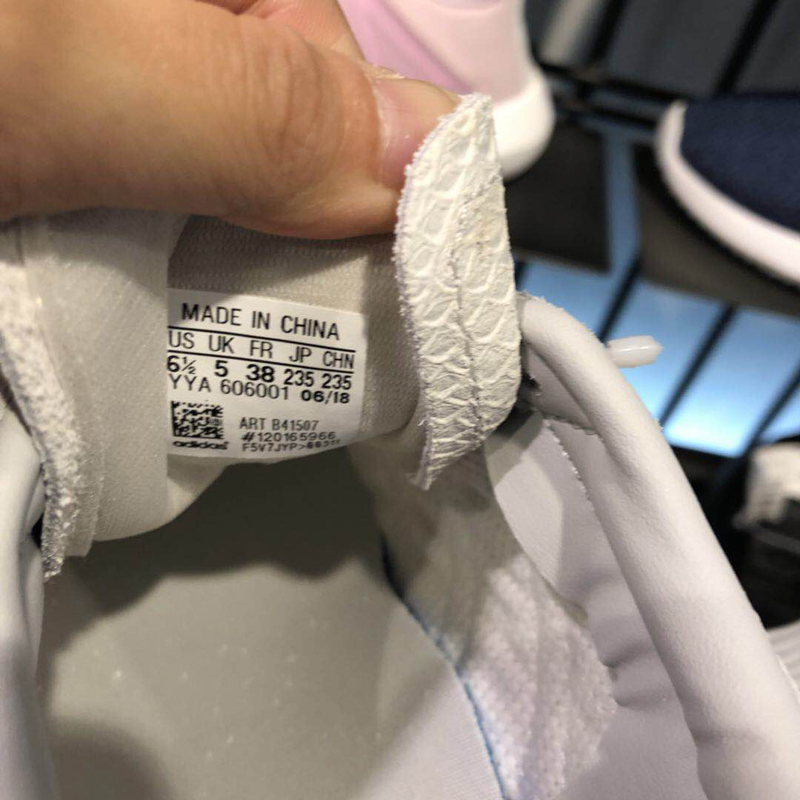 MADE IN CHINA
US UK FR JP CHN
6½ 5 38 235 235
YYA 606001 06/18
ART B41507
#120165966
adidas